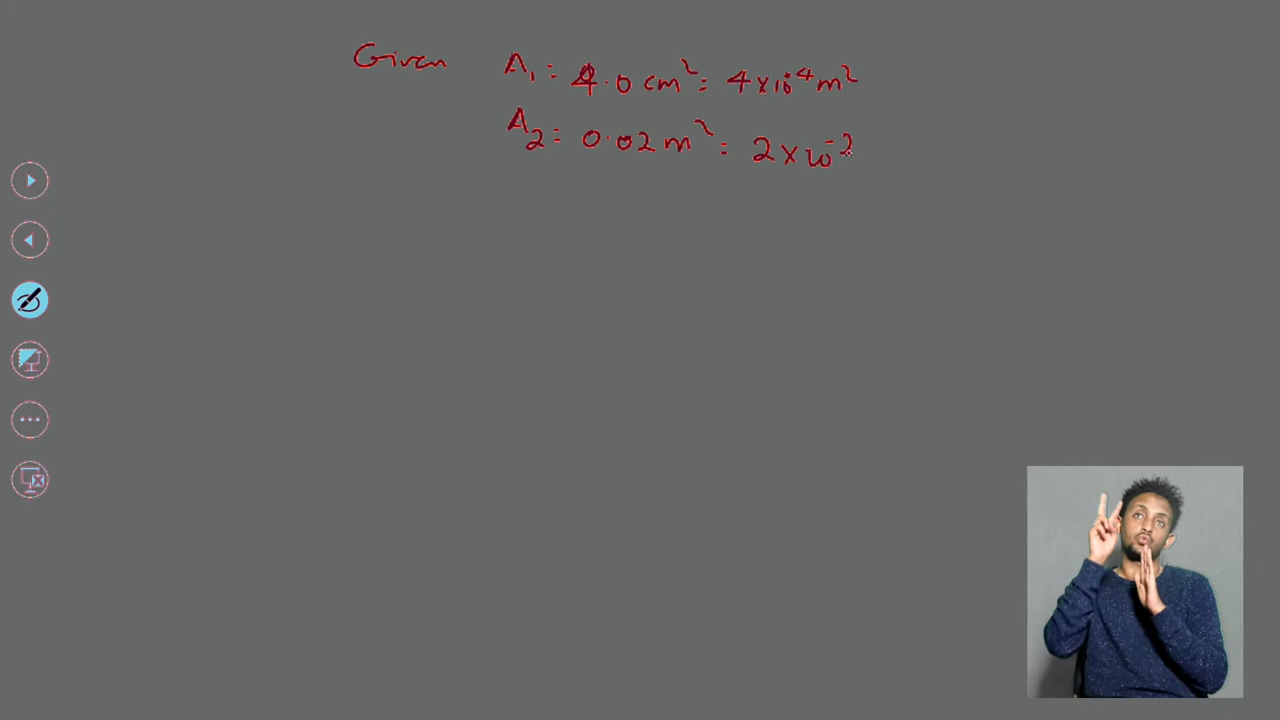 Given A₁ = 4.0 cm² = 4×10⁻⁴ m²
A₂ = 0.02 m² = 2×10⁻²